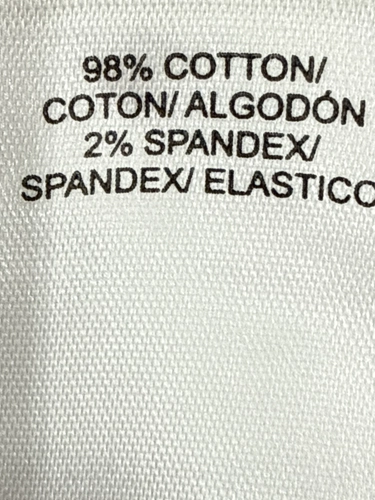 98% COTTON/
COTON/ ALGODÓN
2% SPANDEX/
SPANDEX/ ELASTICO